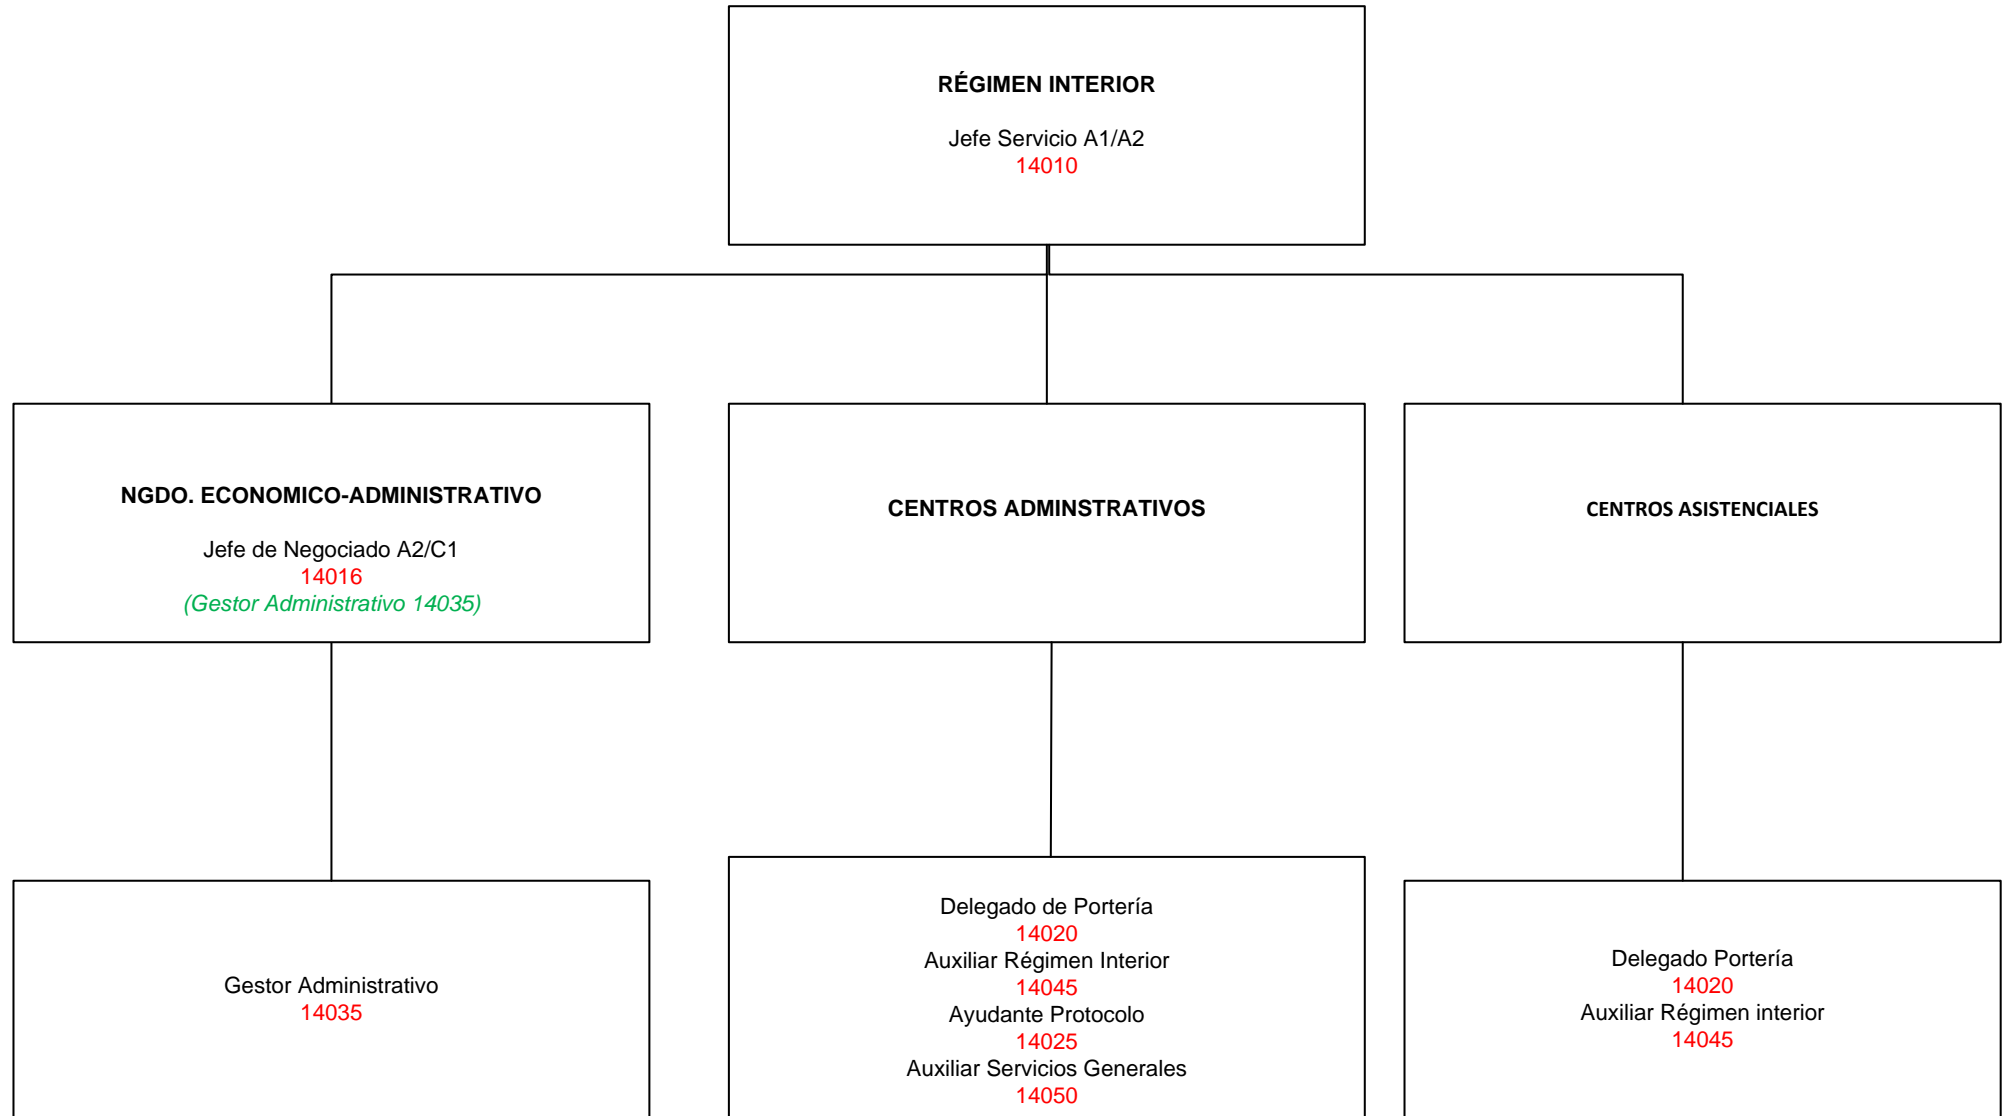 RÉGIMEN INTERIOR
Jefe Servicio A1/A2
14010
NGDO. ECONOMICO-ADMINISTRATIVO
Jefe de Negociado A2/C1
14016
(Gestor Administrativo 14035)
CENTROS ADMINSTRATIVOS
CENTROS ASISTENCIALES
Gestor Administrativo
14035
Delegado de Portería
14020
Auxiliar Régimen Interior
14045
Ayudante Protocolo
14025
Auxiliar Servicios Generales
14050
Delegado Portería
14020
Auxiliar Régimen interior
14045